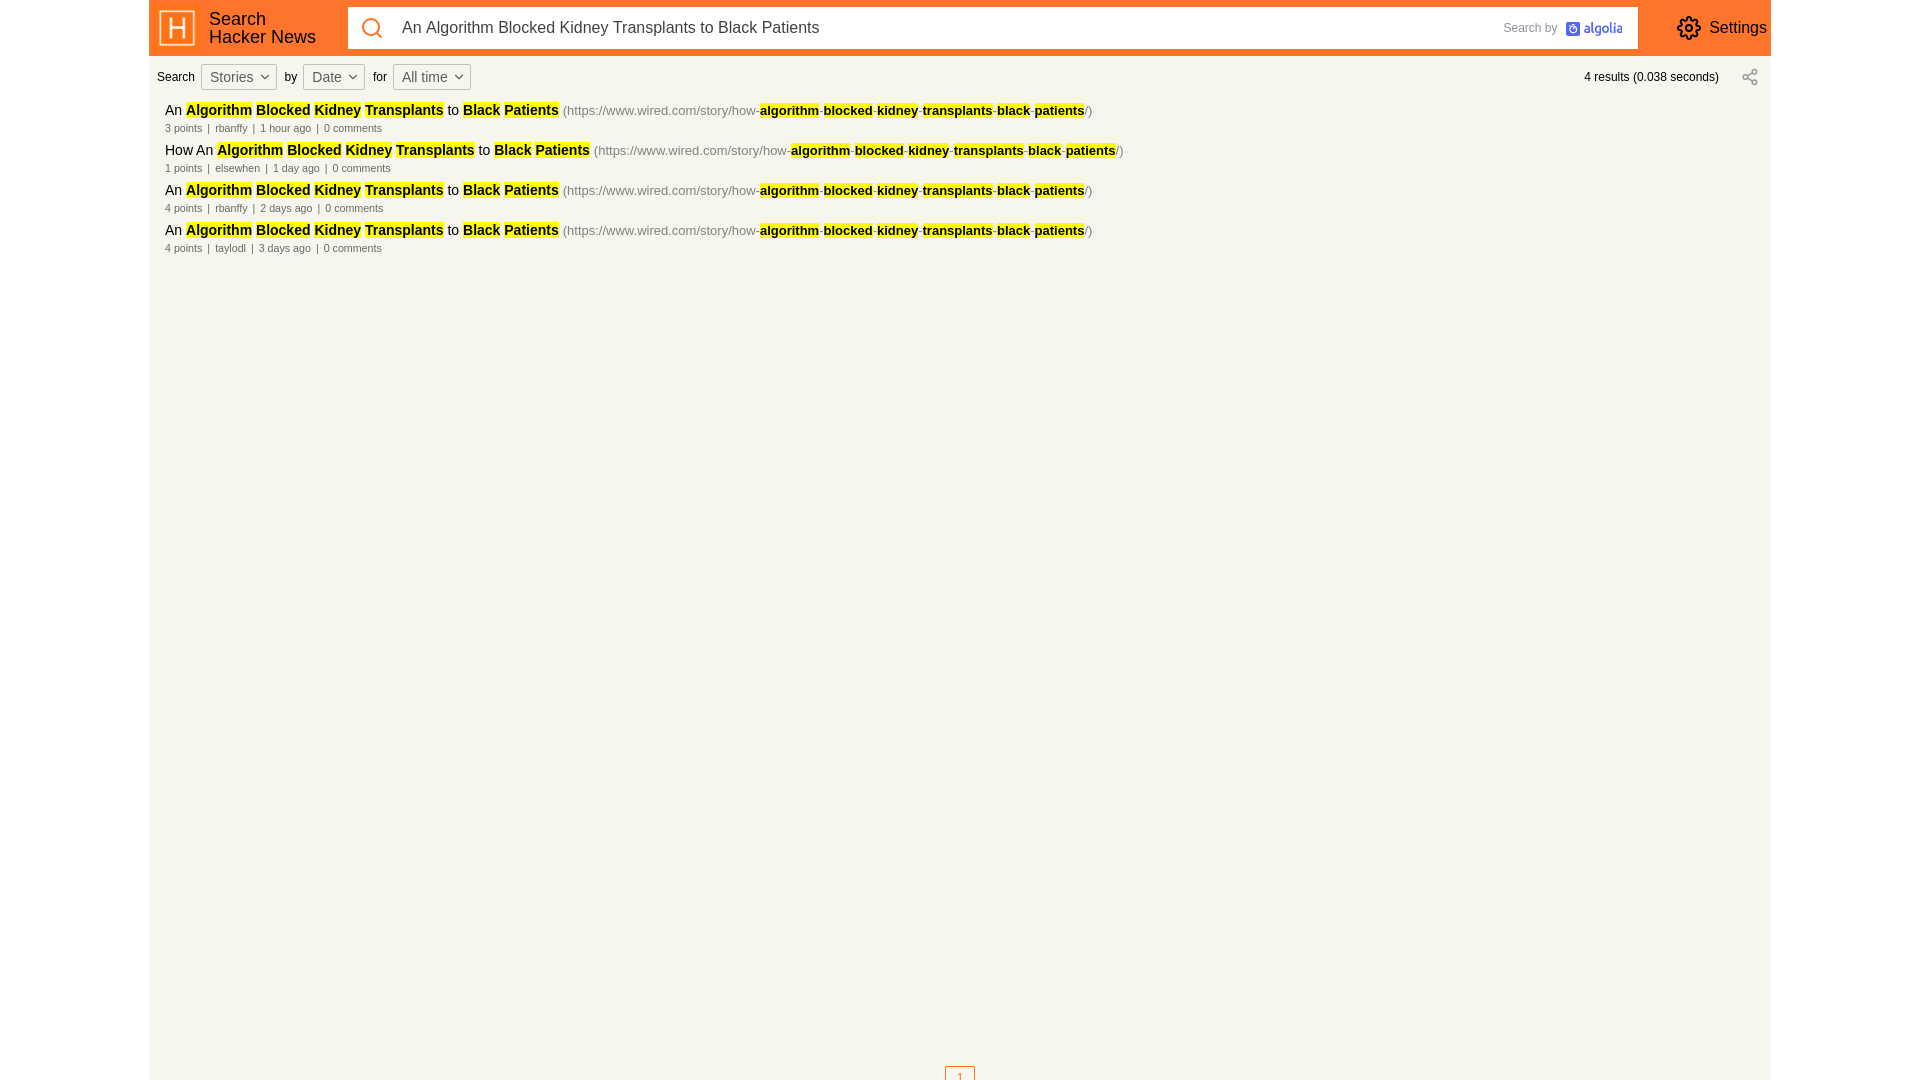 H
Search
Hacker News
An Algorithm Blocked Kidney Transplants to Black Patients
Search by algolia
Settings
Search Stories by Date for All time
4 results (0.038 seconds)
An Algorithm Blocked Kidney Transplants to Black Patients (https://www.wired.com/story/how-algorithm-blocked-kidney-transplants-black-patients/)
3 points | rbanffy | 1 hour ago | 0 comments
How An Algorithm Blocked Kidney Transplants to Black Patients (https://www.wired.com/story/how-algorithm-blocked-kidney-transplants-black-patients/)
1 points | elsewhen | 1 day ago | 0 comments
An Algorithm Blocked Kidney Transplants to Black Patients (https://www.wired.com/story/how-algorithm-blocked-kidney-transplants-black-patients/)
4 points | rbanffy | 2 days ago | 0 comments
An Algorithm Blocked Kidney Transplants to Black Patients (https://www.wired.com/story/how-algorithm-blocked-kidney-transplants-black-patients/)
4 points | taylodl | 3 days ago | 0 comments
1